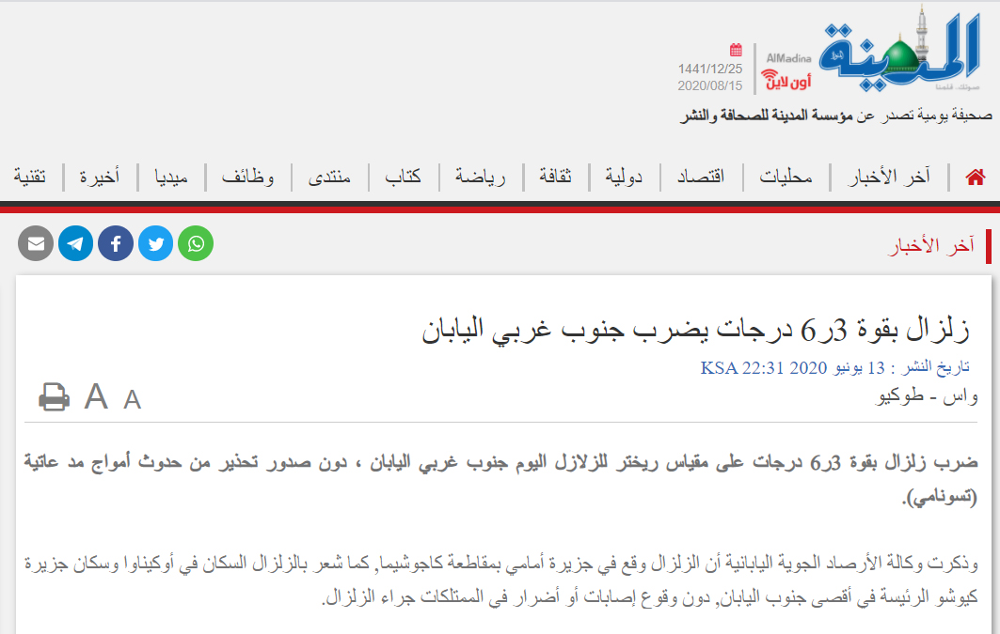 المدينة
صوتك.. قلمنا
AlMadina
أون لاين
1441/12/25
2020/08/15
صحيفة يومية تصدر عن مؤسسة المدينة للصحافة والنشر
آخر الأخبار | محليات | اقتصاد | دولية | ثقافة | رياضة | كتاب | منتدى | وظائف | ميديا | أخيرة | تقنية
آخر الأخبار
زلزال بقوة 3ر6 درجات يضرب جنوب غربي اليابان
تاريخ النشر : 13 يونيو 2020 22:31 KSA
واس - طوكيو
A A
ضرب زلزال بقوة 3ر6 درجات على مقياس ريختر للزلازل اليوم جنوب غربي اليابان ، دون صدور تحذير من حدوث أمواج مد عاتية
(تسونامي).
وذكرت وكالة الأرصاد الجوية اليابانية أن الزلزال وقع في جزيرة أمامي بمقاطعة كاجوشيما, كما شعر بالزلزال السكان في أوكيناوا وسكان جزيرة
كيوشو الرئيسة في أقصى جنوب اليابان, دون وقوع إصابات أو أضرار في الممتلكات جراء الزلزال.